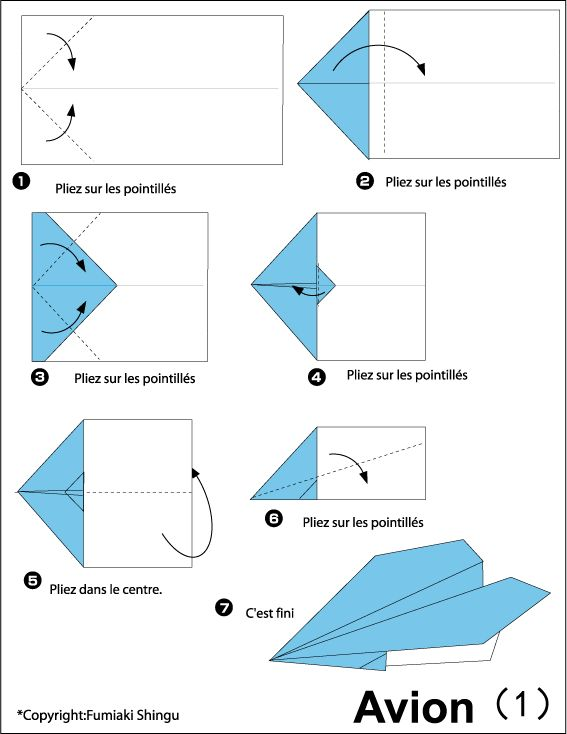 1 Pliez sur les pointillés
2 Pliez sur les pointillés
3 Pliez sur les pointillés
4 Pliez sur les pointillés
5 Pliez dans le centre.
6 Pliez sur les pointillés
7 C'est fini
Avion (1)
*Copyright:Fumiaki Shingu